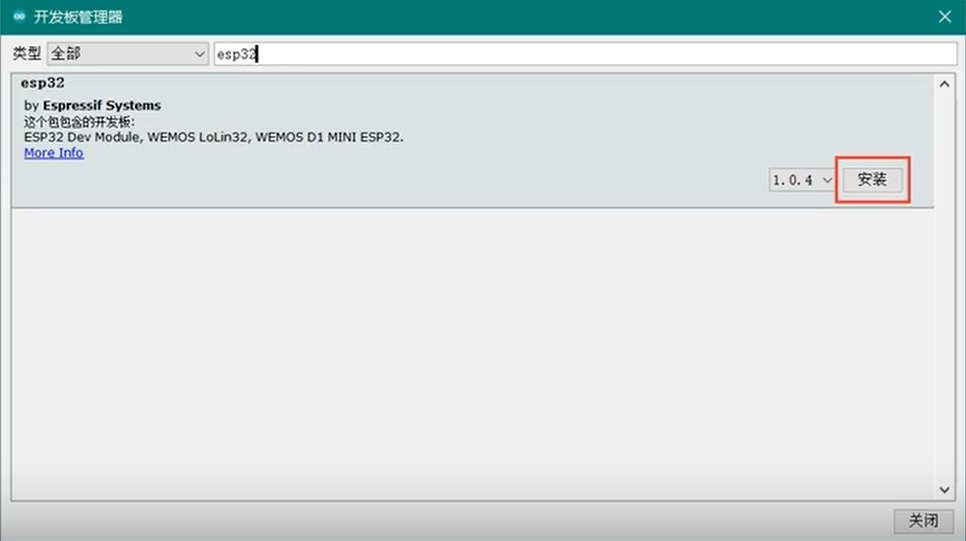 开发板管理器
类型 全部 esp32
esp32
by Espressif Systems
这个包包含的开发板:
ESP32 Dev Module, WEMOS LoLin32, WEMOS D1 MINI ESP32.
More Info
1.0.4 安装
关闭